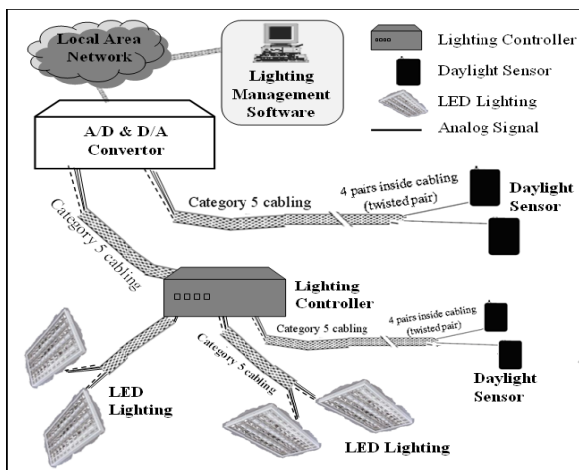 Local Area
Network
Lighting
Management
Software
Lighting Controller
Daylight Sensor
LED Lighting
Analog Signal
A/D & D/A
Convertor
Category 5 cabling
4 pairs inside cabling
(twisted pair)
Daylight
Sensor
Category 5 cabling
Lighting
Controller
Category 5 cabling
4 pairs inside cabling
(twisted pair)
Category 5 cabling
Daylight
Sensor
LED
Lighting
LED Lighting